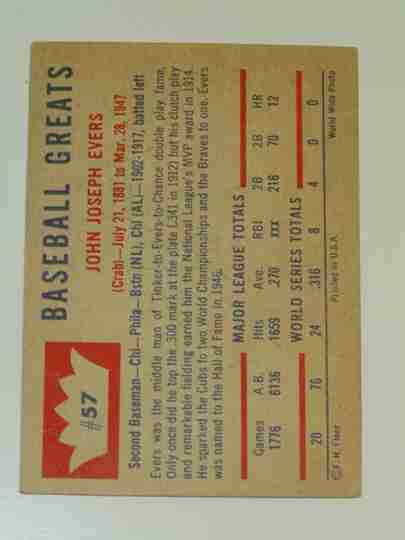 #57
BASEBALL GREATS
JOHN JOSEPH EVERS
(Crab)—July 21, 1881 to Mar. 28, 1947
Second Baseman—Chi—Phila—Bstn (NL), Chi (AL)—1902-1917, batted left
Evers was the middle man of Tinker-to-Evers-to-Chance double play fame.
Only once did he top the .300 mark at the plate (.341 in 1912) but his clutch play
and remarkable fielding earned him the National League's MVP award in 1914.
He sparked the Cubs to two World Championships and the Braves to one. Evers
was named to the Hall of Fame in 1946.
MAJOR LEAGUE TOTALS
Games A.B. Hits Ave. RBI 2B 2B HR
1776 6136 1659 .270 xxx 216 70 12
WORLD SERIES TOTALS
20 76 24 .316 8 4 0 0
©F. H. Fleer Printed in U.S.A. World Wide Photo